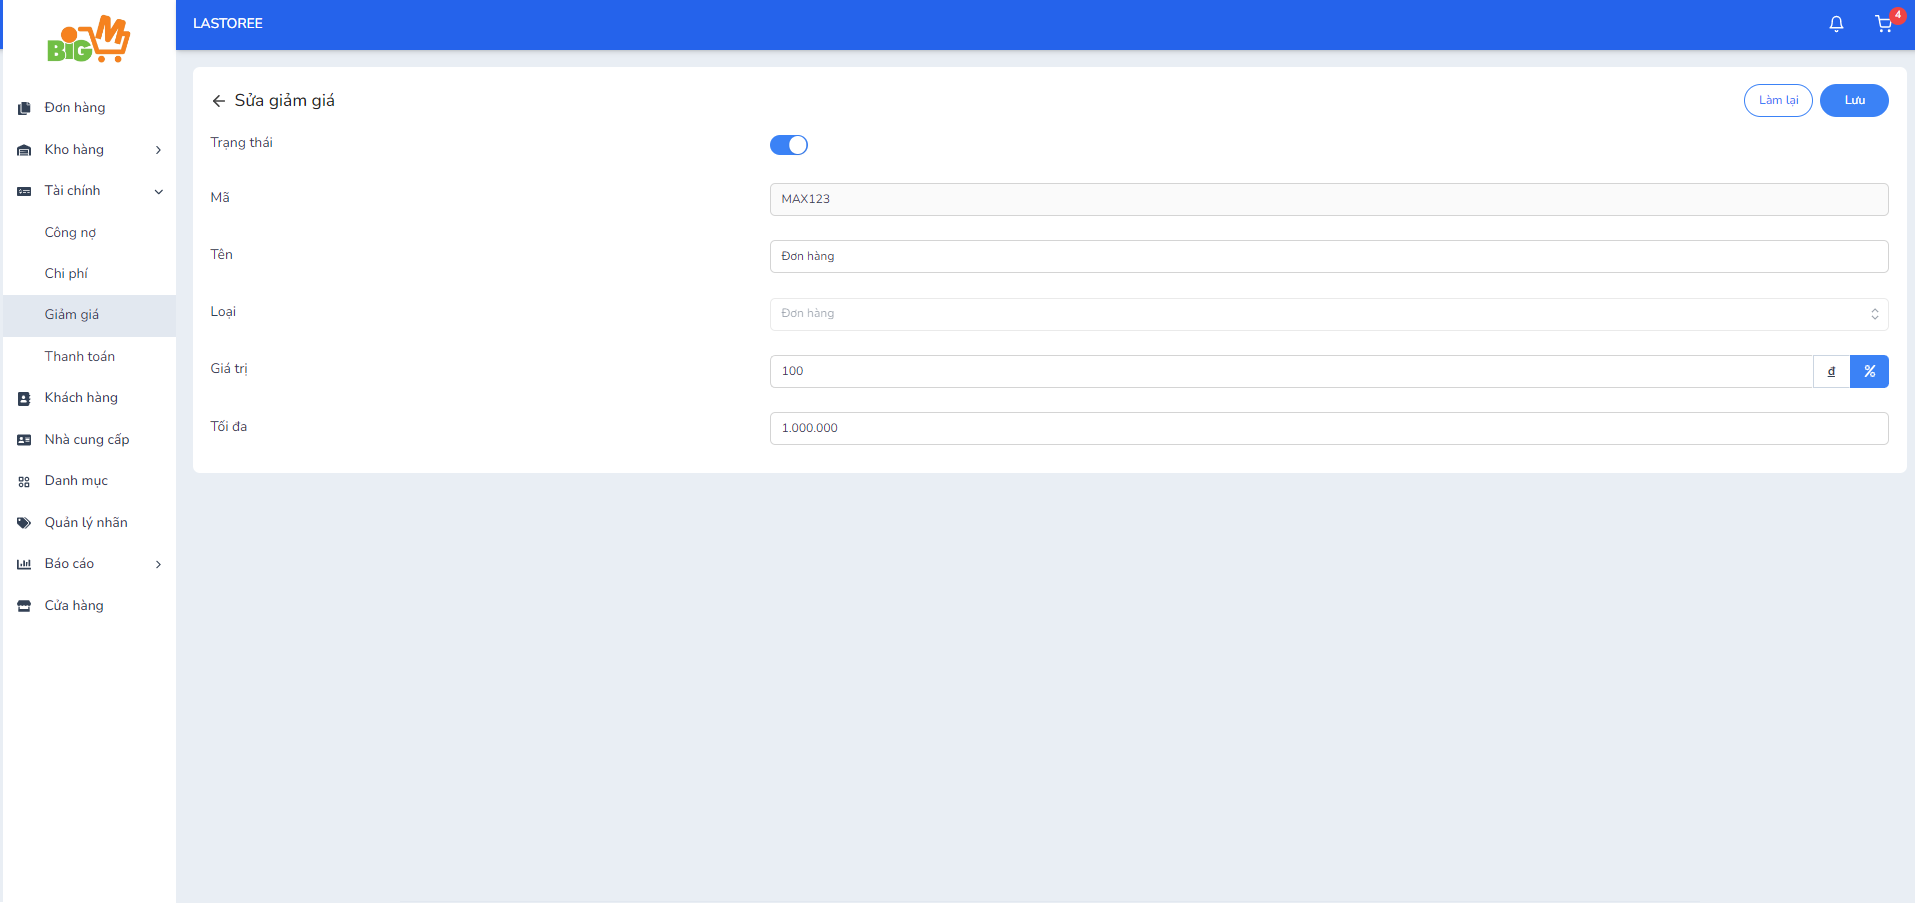 BIG M
LASTOREE
4
Đơn hàng
Kho hàng
Tài chính
Công nợ
Chi phí
Giảm giá
Thanh toán
Khách hàng
Nhà cung cấp
Danh mục
Quản lý nhãn
Báo cáo
Cửa hàng
Sửa giảm giá
Làm lại
Lưu
Trạng thái
Mã
MAX123
Tên
Đơn hàng
Loại
Đơn hàng
Giá trị
100
đ
%
Tối đa
1.000.000